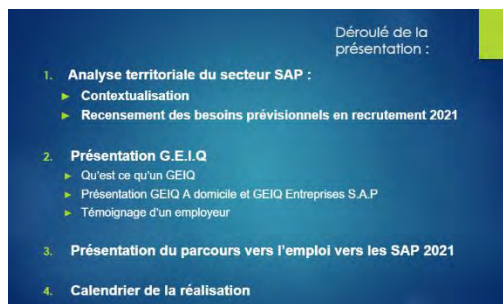 Déroulé de la
présentation :
1. Analyse territoriale du secteur SAP :
► Contextualisation
► Recensement des besoins prévisionnels en recrutement 2021
2. Présentation G.E.I.Q
► Qu'est ce qu'un GEIQ
► Présentation GEIQ A domicile et GEIQ Entreprises S.A.P
► Témoignage d'un employeur
3. Présentation du parcours vers l'emploi vers les SAP 2021
4. Calendrier de la réalisation